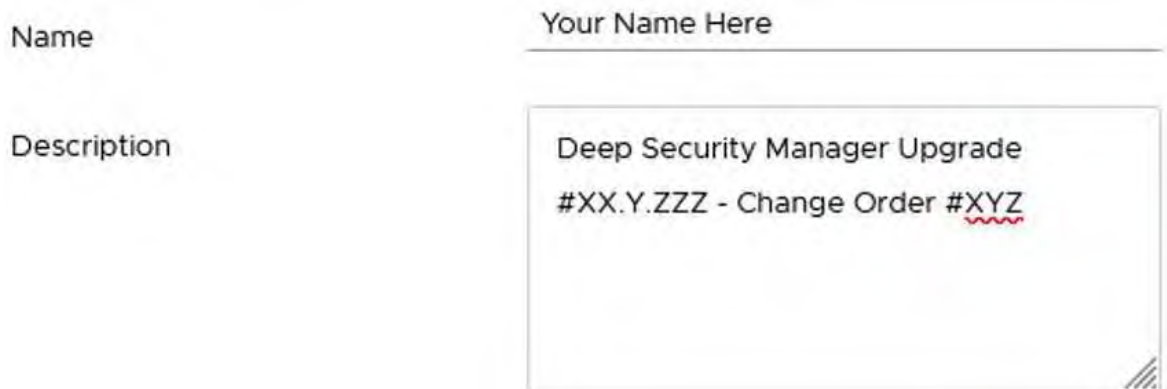 Name
Your Name Here
Description
Deep Security Manager Upgrade
#XX.Y.ZZZ - Change Order #XYZ